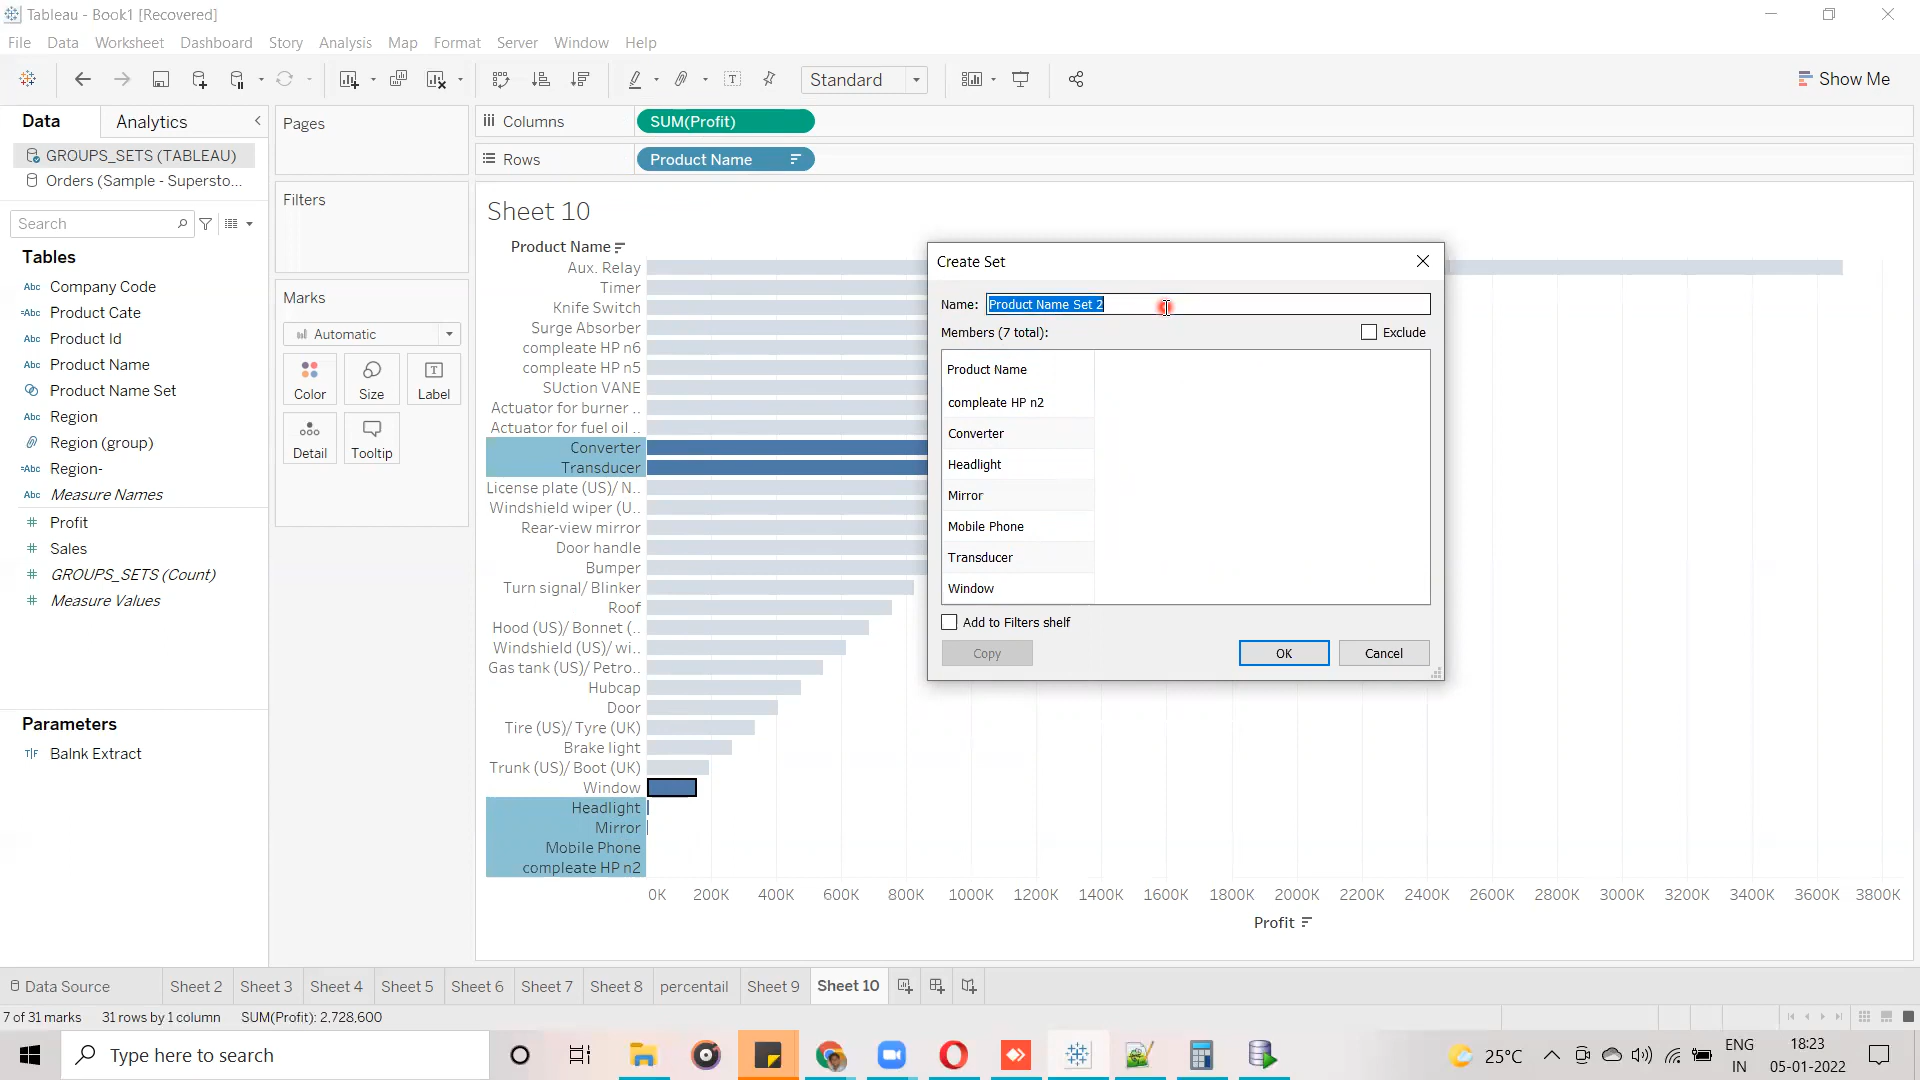 Tableau - Book1 [Recovered]
File Data Worksheet Dashboard Story Analysis Map Format Server Window Help
Standard
Show Me
Data Analytics
GROUPS_SETS (TABLEAU)
Orders (Sample - Supersto...
Search
Tables
Abc Company Code
=Abc Product Cate
Abc Product Id
Abc Product Name
Product Name Set
Abc Region
Region (group)
=Abc Region-
Abc Measure Names
# Profit
# Sales
# GROUPS_SETS (Count)
# Measure Values
Parameters
Balnk Extract
Pages
Filters
Marks
Automatic
Color Size Label
Detail Tooltip
Columns SUM(Profit)
Rows Product Name
Sheet 10
Product Name
Aux. Relay
Timer
Knife Switch
Surge Absorber
compleate HP n6
compleate HP n5
SUction VANE
Actuator for burner ..
Actuator for fuel oil ..
Converter
Transducer
License plate (US)/ N..
Windshield wiper (U..
Rear-view mirror
Door handle
Bumper
Turn signal/ Blinker
Roof
Hood (US)/ Bonnet (..
Windshield (US)/ wi..
Gas tank (US)/ Petro..
Hubcap
Door
Tire (US)/ Tyre (UK)
Brake light
Trunk (US)/ Boot (UK)
Window
Headlight
Mirror
Mobile Phone
compleate HP n2
0K 200K 400K 600K 800K 1000K 1200K 1400K 1600K 1800K 2000K 2200K 2400K 2600K 2800K 3000K 3200K 3400K 3600K 3800K
Profit
Create Set
Name: Product Name Set 2
Members (7 total): Exclude
Product Name
compleate HP n2
Converter
Headlight
Mirror
Mobile Phone
Transducer
Window
Add to Filters shelf
Copy OK Cancel
Data Source Sheet 2 Sheet 3 Sheet 4 Sheet 5 Sheet 6 Sheet 7 Sheet 8 percentail Sheet 9 Sheet 10
7 of 31 marks 31 rows by 1 column SUM(Profit): 2,728,600
Type here to search
25°C
ENG
IN
18:23
05-01-2022